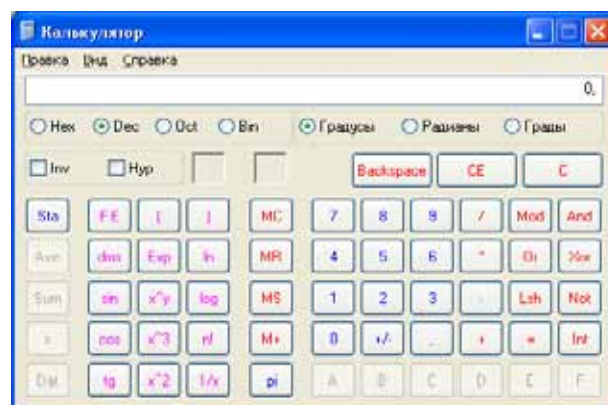 Калькулятор
Правка Вид Справка
0,
Hex Dec Oct Bin Градусы Радианы Грады
Inv Hyp Backspace CE C
Sta F-E ( ) MC 7 8 9 / Mod And
Ave dms Exp ln MR 4 5 6 * Or Xor
Sum sin x^y log MS 1 2 3 - Lsh Not
s cos x^3 n! M+ 0 +/- . + = Int
Dat tg x^2 1/x pi A B C D E F